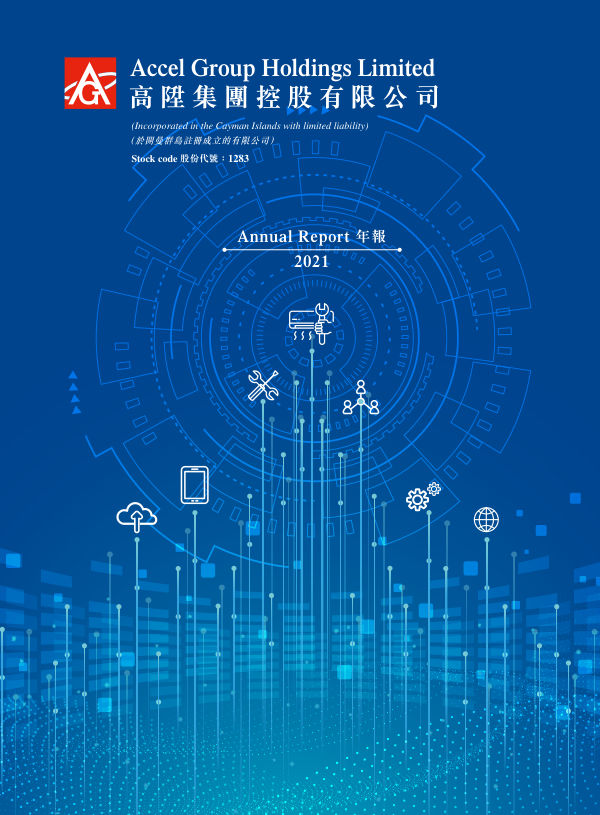 AGA
Accel Group Holdings Limited
高陞集團控股有限公司
(Incorporated in the Cayman Islands with limited liability)
(於開曼群島註冊成立的有限公司)
Stock code 股份代號：1283
Annual Report 年報
2021